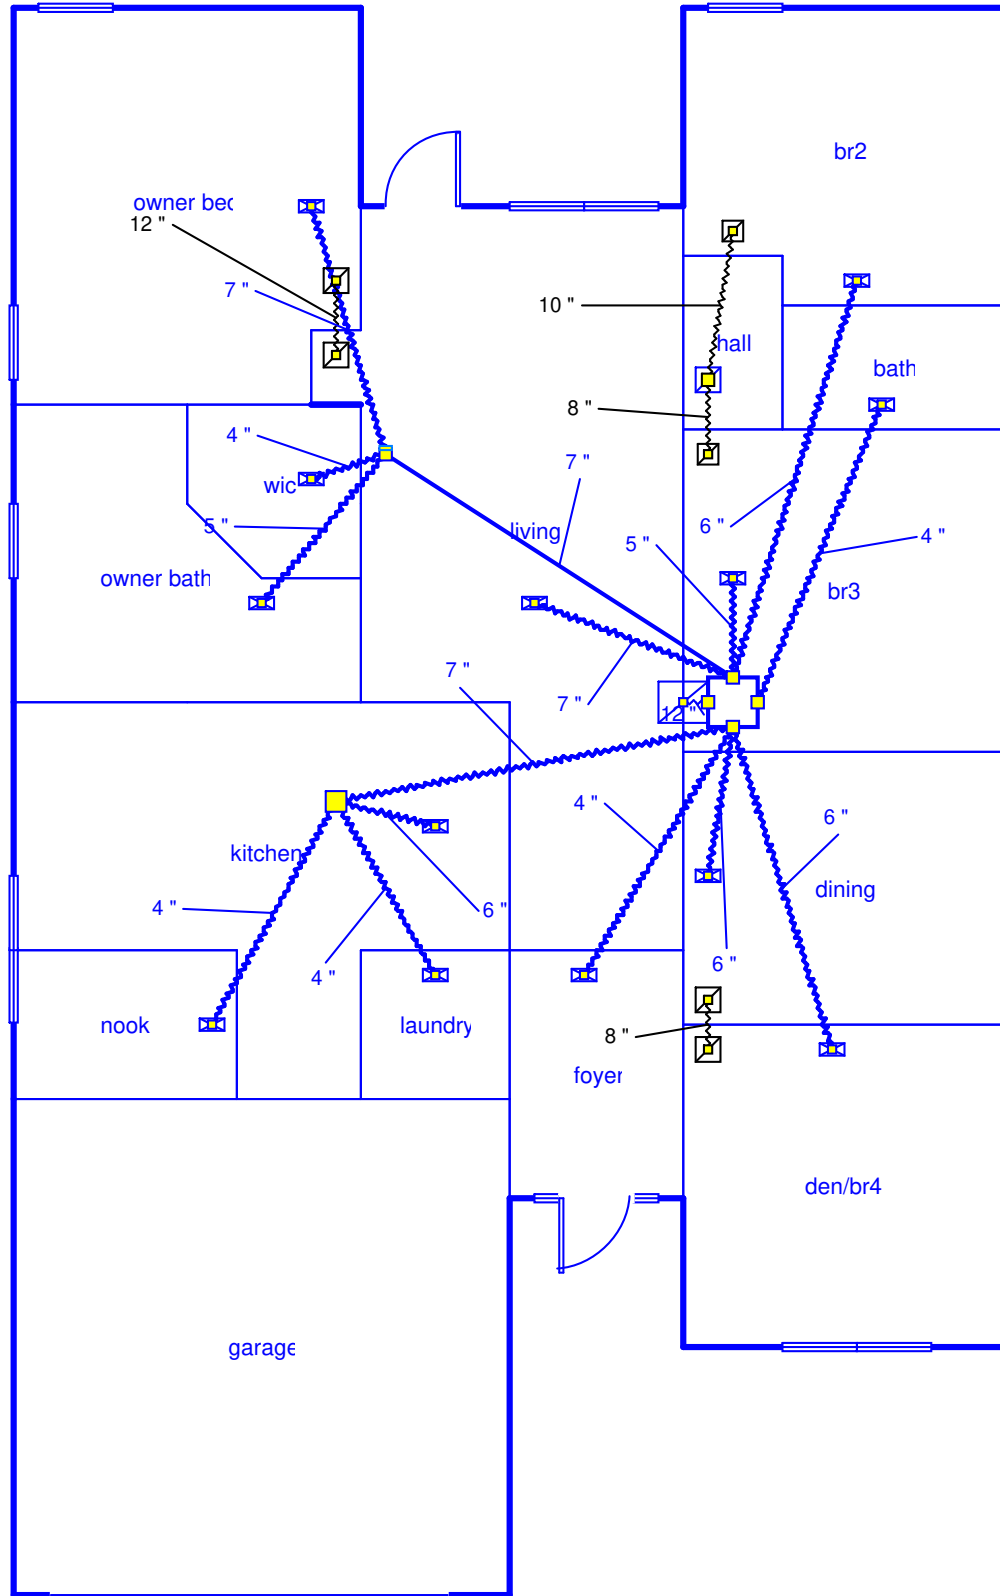 br2
owner bed
12 "
7 "
10 "
hall
bath
8 "
4 "
7 "
wic
5 "
living
6 "
4 "
5 "
owner bath
br3
7 "
7 "
12 "
4 "
6 "
kitchen
dining
4 "
6 "
6 "
4 "
nook
laundry
8 "
foyer
den/br4
garage